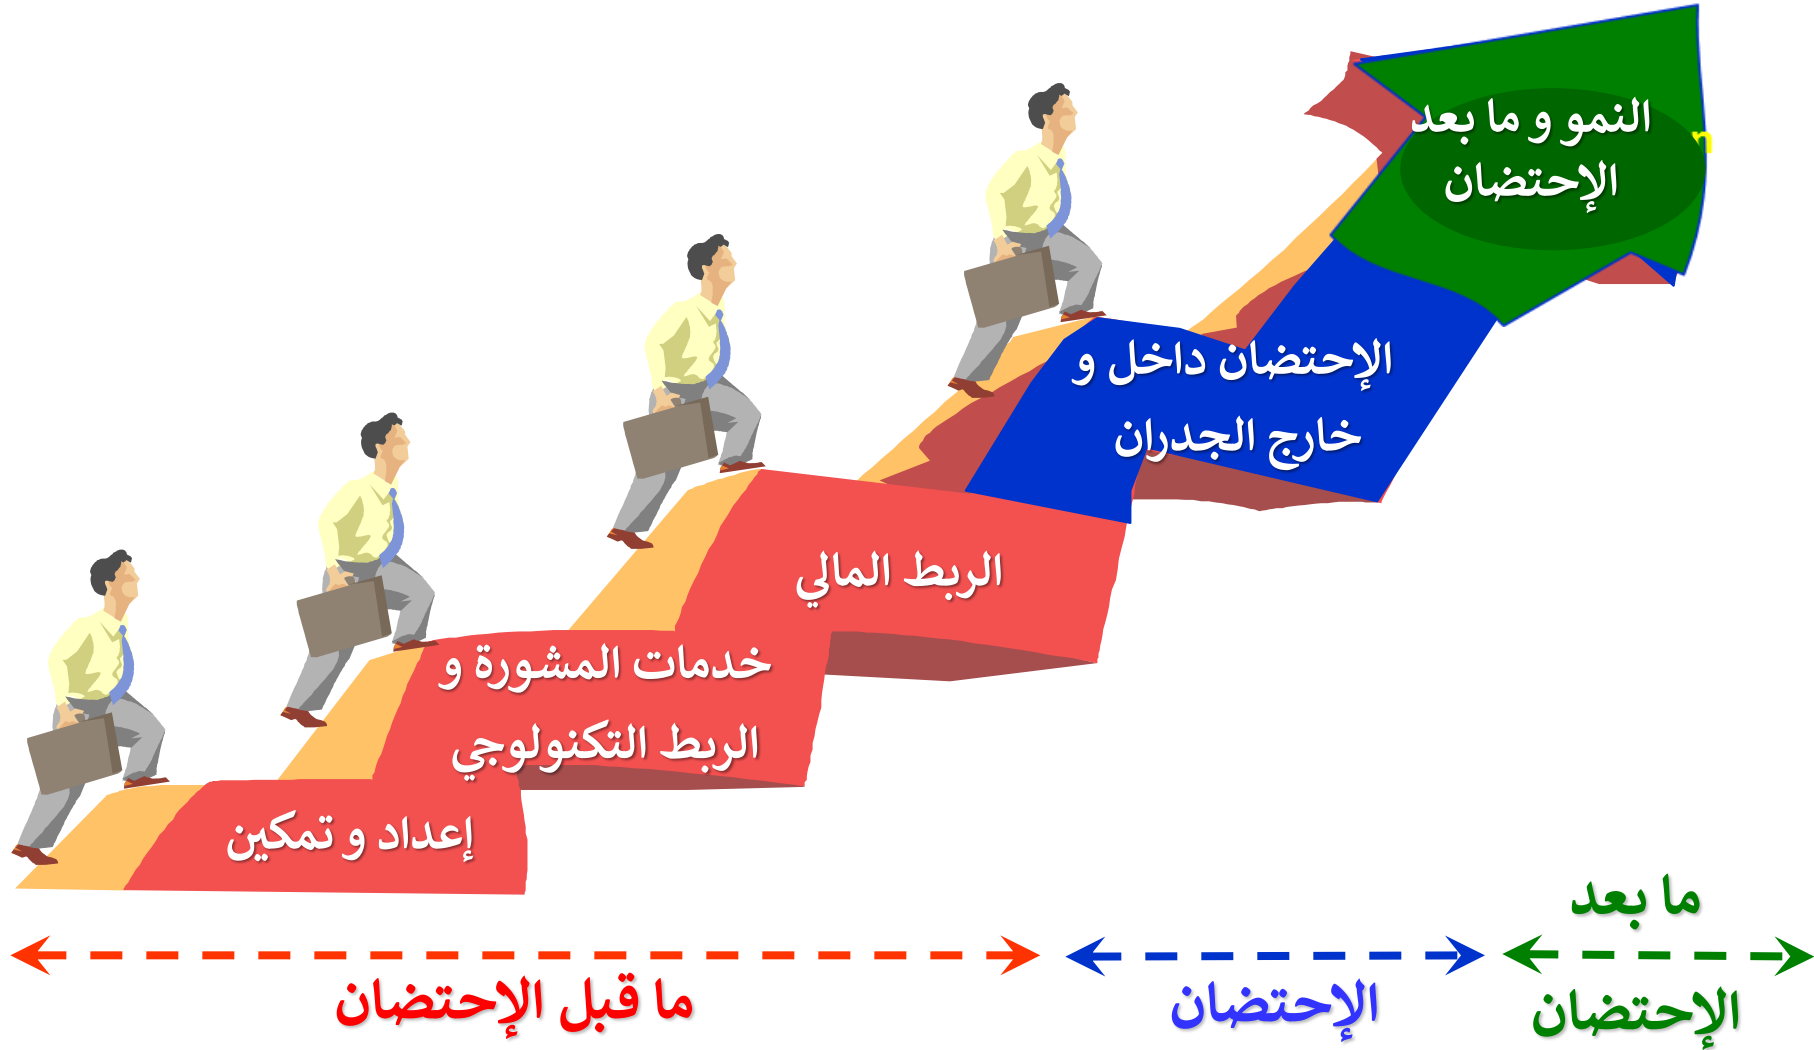 النمو و ما بعد
الإحتضان
الإحتضان داخل و
خارج الجدران
الربط المالي
خدمات المشورة و
الربط التكنولوجي
إعداد و تمكين
ما قبل الإحتضان
الإحتضان
ما بعد
الإحتضان